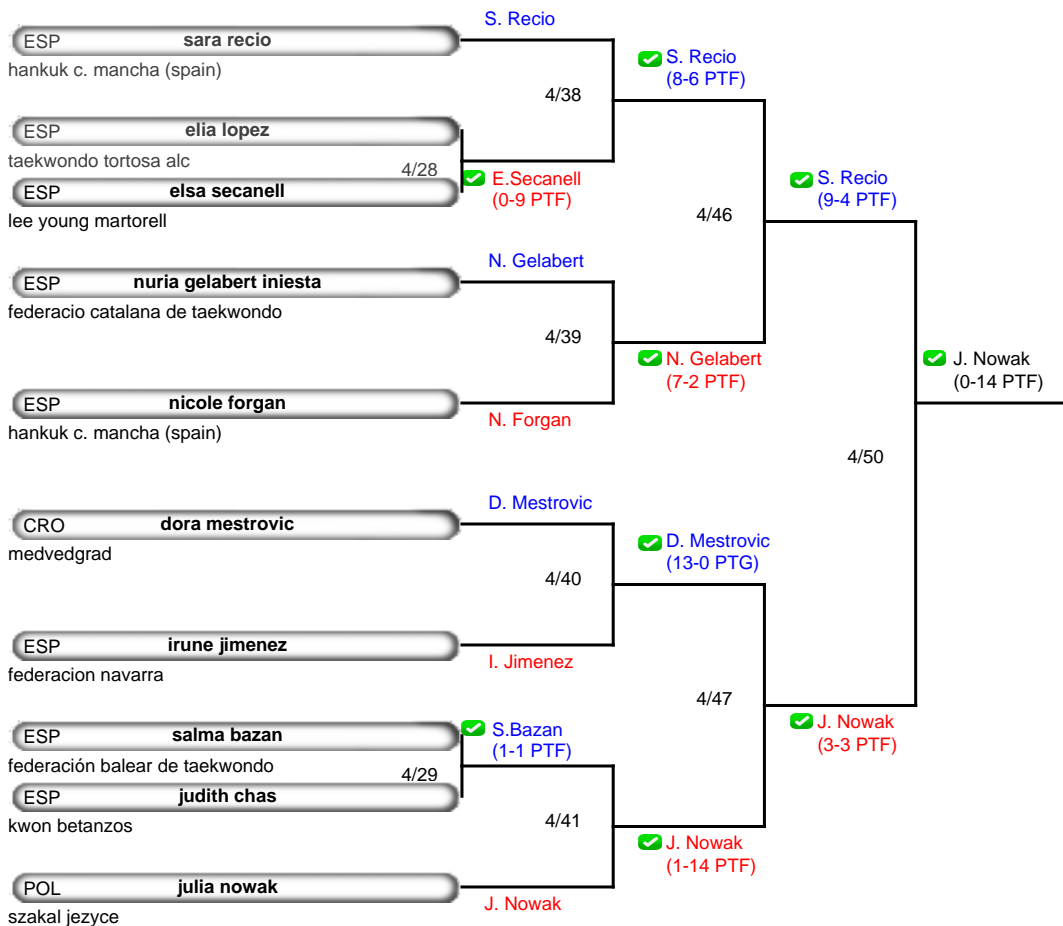 S. Recio
ESP sara recio
hankuk c. mancha (spain)
S. Recio
(8-6 PTF)
4/38
ESP elia lopez
taekwondo tortosa alc
4/28
E.Secanell
(0-9 PTF)
ESP elsa secanell
lee young martorell
S. Recio
(9-4 PTF)
4/46
N. Gelabert
ESP nuria gelabert iniesta
federacio catalana de taekwondo
4/39
N. Gelabert
(7-2 PTF)
J. Nowak
(0-14 PTF)
ESP nicole forgan
hankuk c. mancha (spain)
N. Forgan
4/50
D. Mestrovic
CRO dora mestrovic
medvedgrad
D. Mestrovic
(13-0 PTG)
4/40
ESP irune jimenez
federacion navarra
I. Jimenez
4/47
J. Nowak
(3-3 PTF)
ESP salma bazan
federación balear de taekwondo
S.Bazan
(1-1 PTF)
4/29
ESP judith chas
kwon betanzos
4/41
J. Nowak
(1-14 PTF)
POL julia nowak
szakal jezyce
J. Nowak